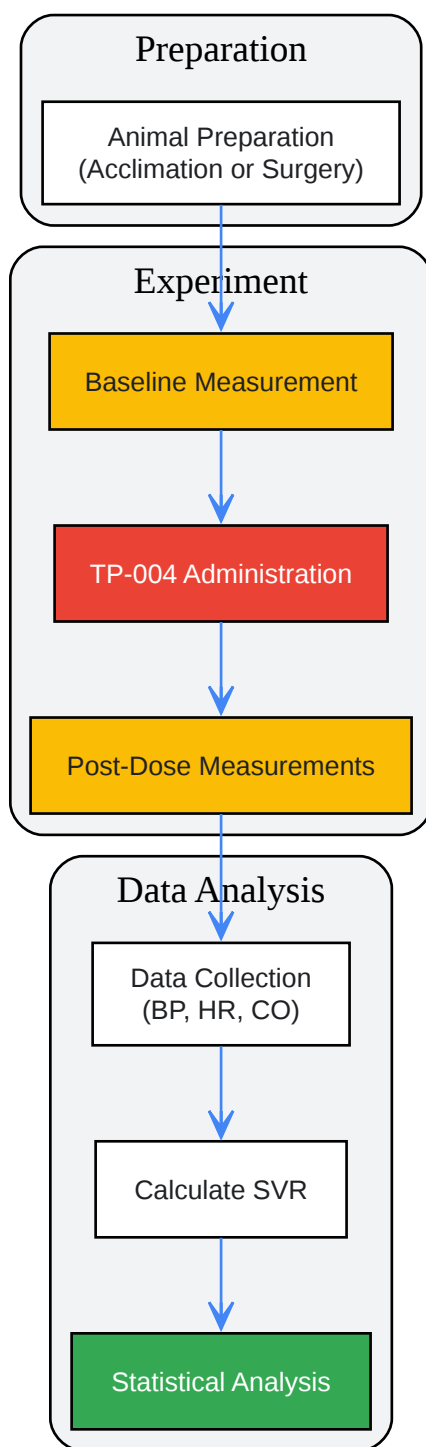 Preparation
Animal Preparation
(Acclimation or Surgery)
Experiment
Baseline Measurement
TP-004 Administration
Post-Dose Measurements
Data Analysis
Data Collection
(BP, HR, CO)
Calculate SVR
Statistical Analysis